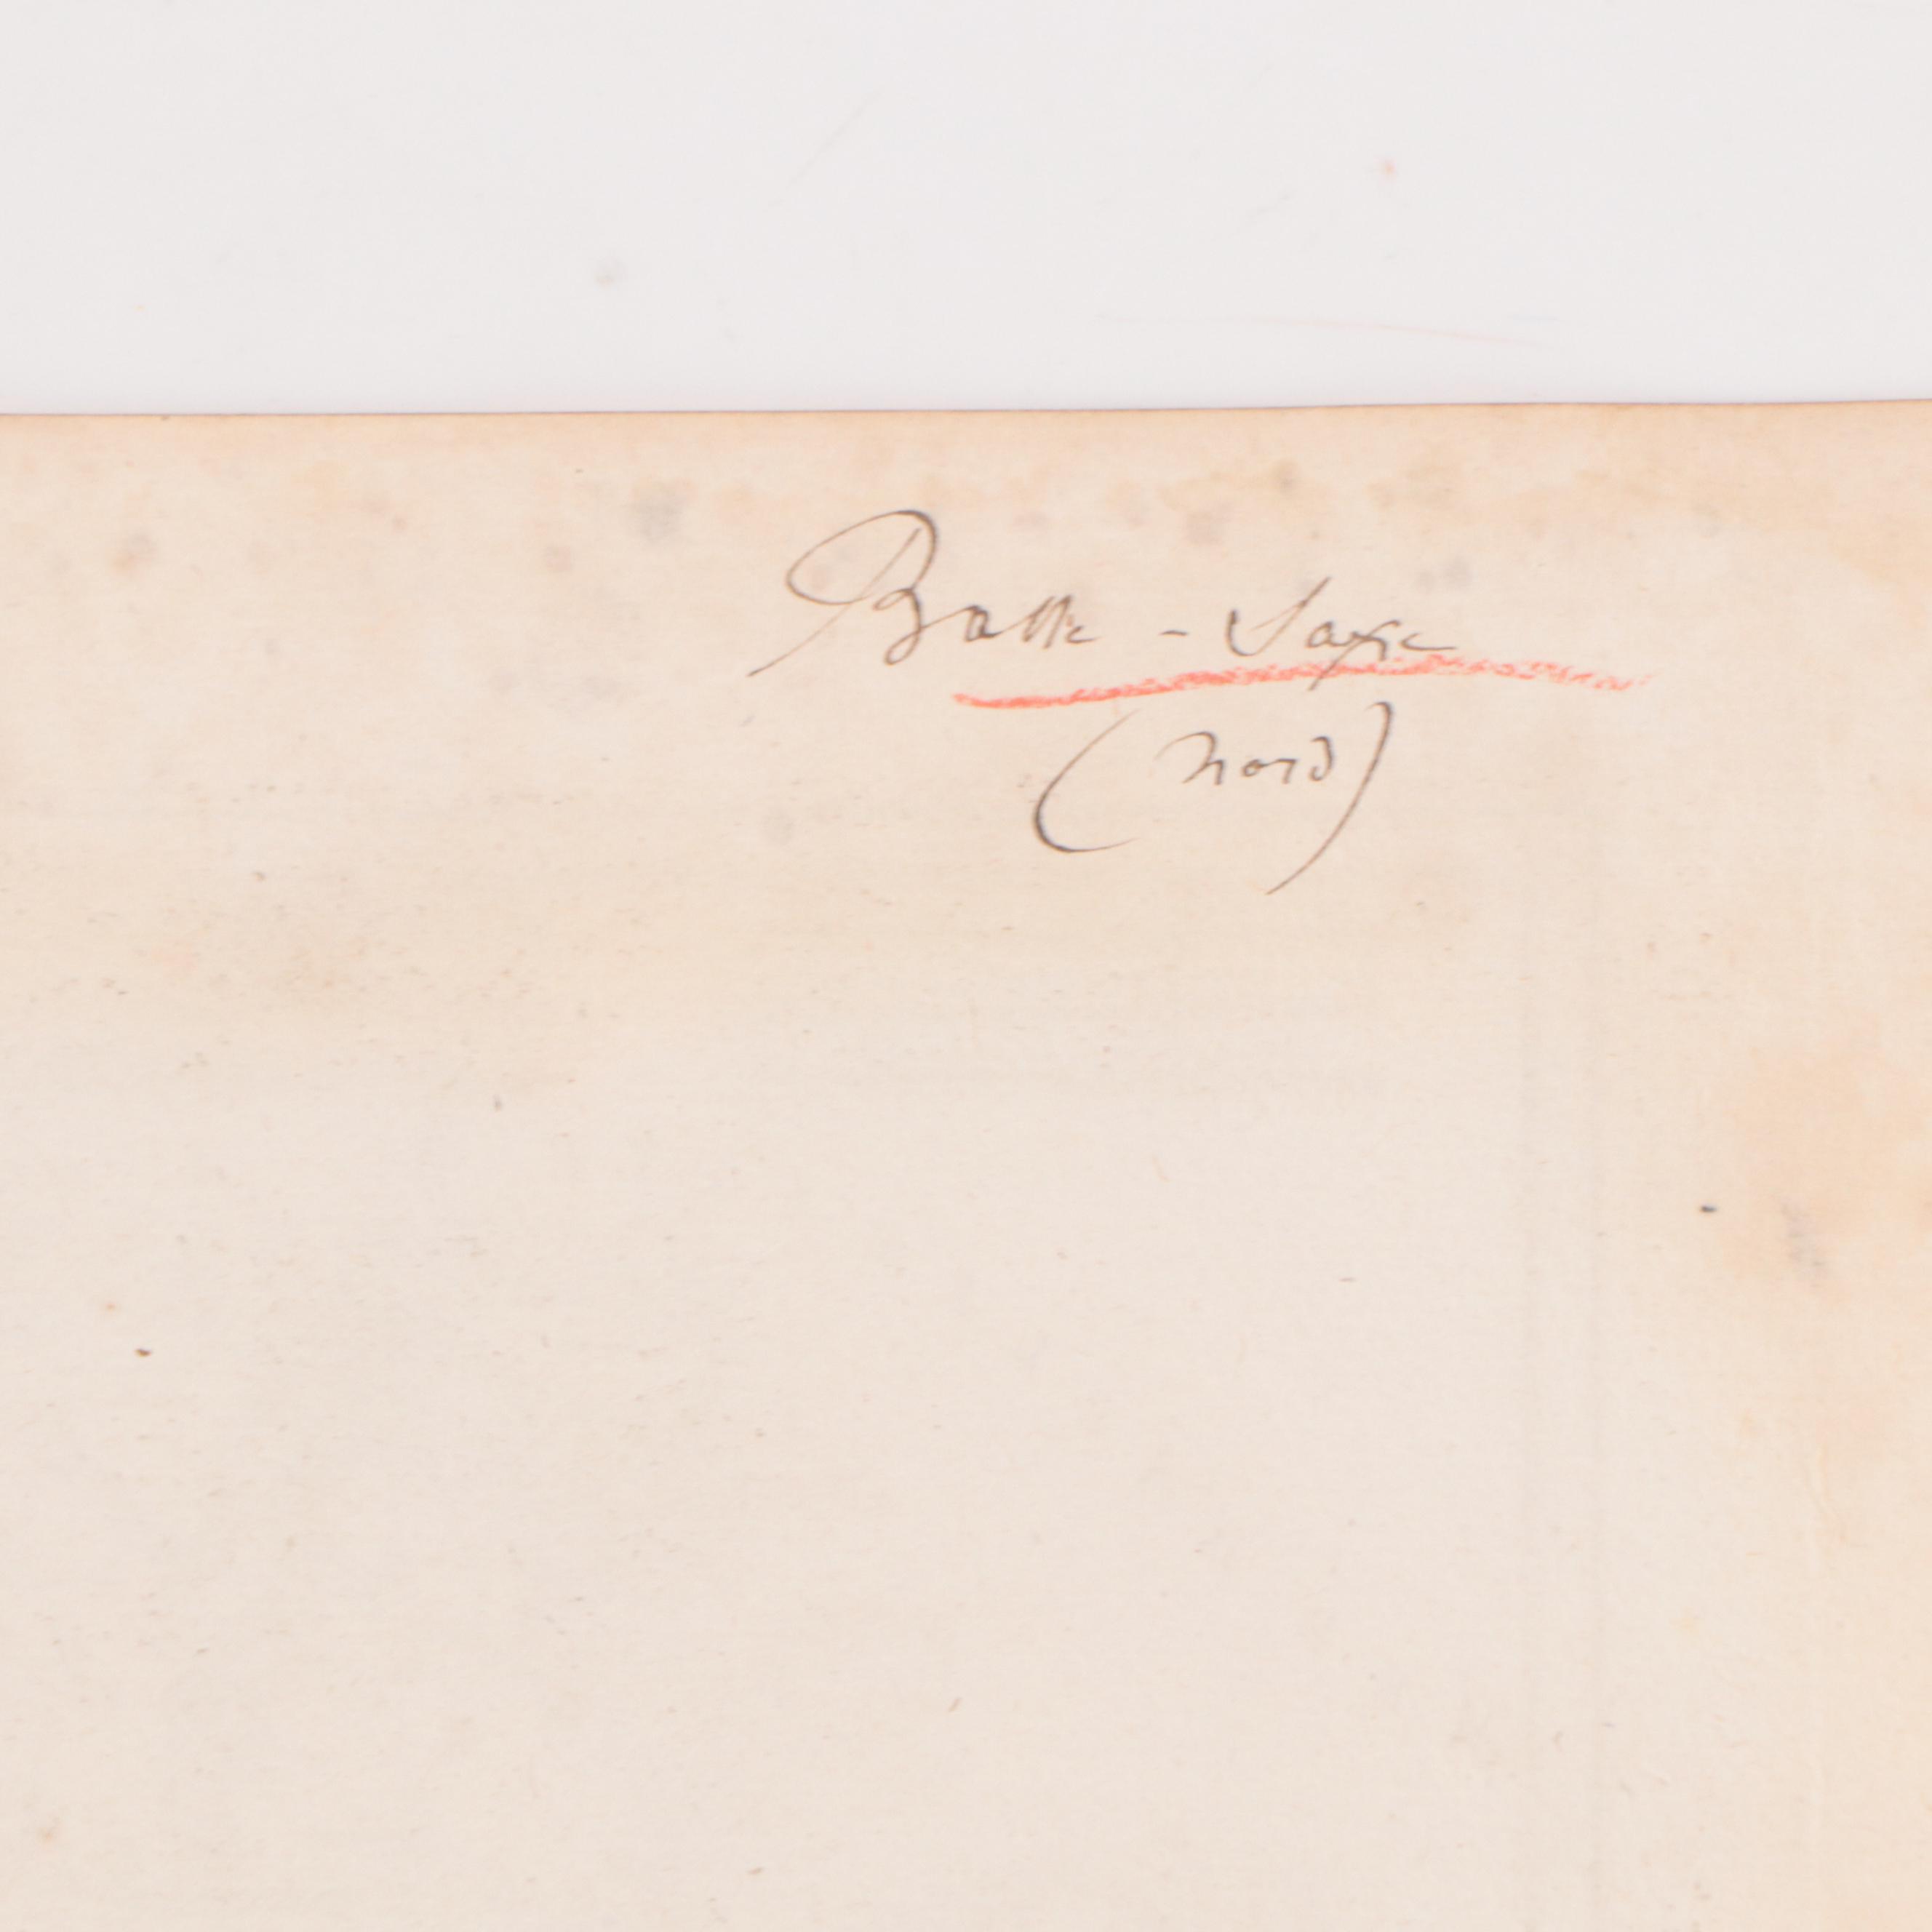 Basse - Saxe
(Nord)